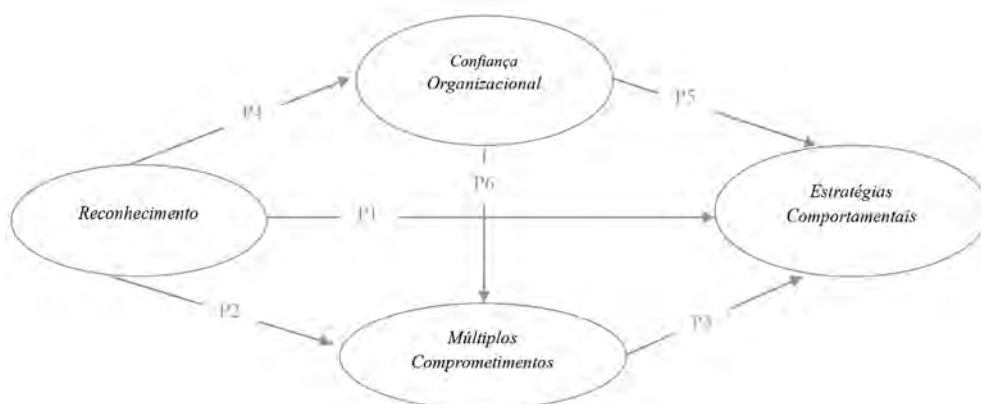 Confiança
Organizacional
P4
P5
P6
Reconhecimento
P1
Estratégias
Comportamentais
P2
P3
Múltiplos
Comprometimentos